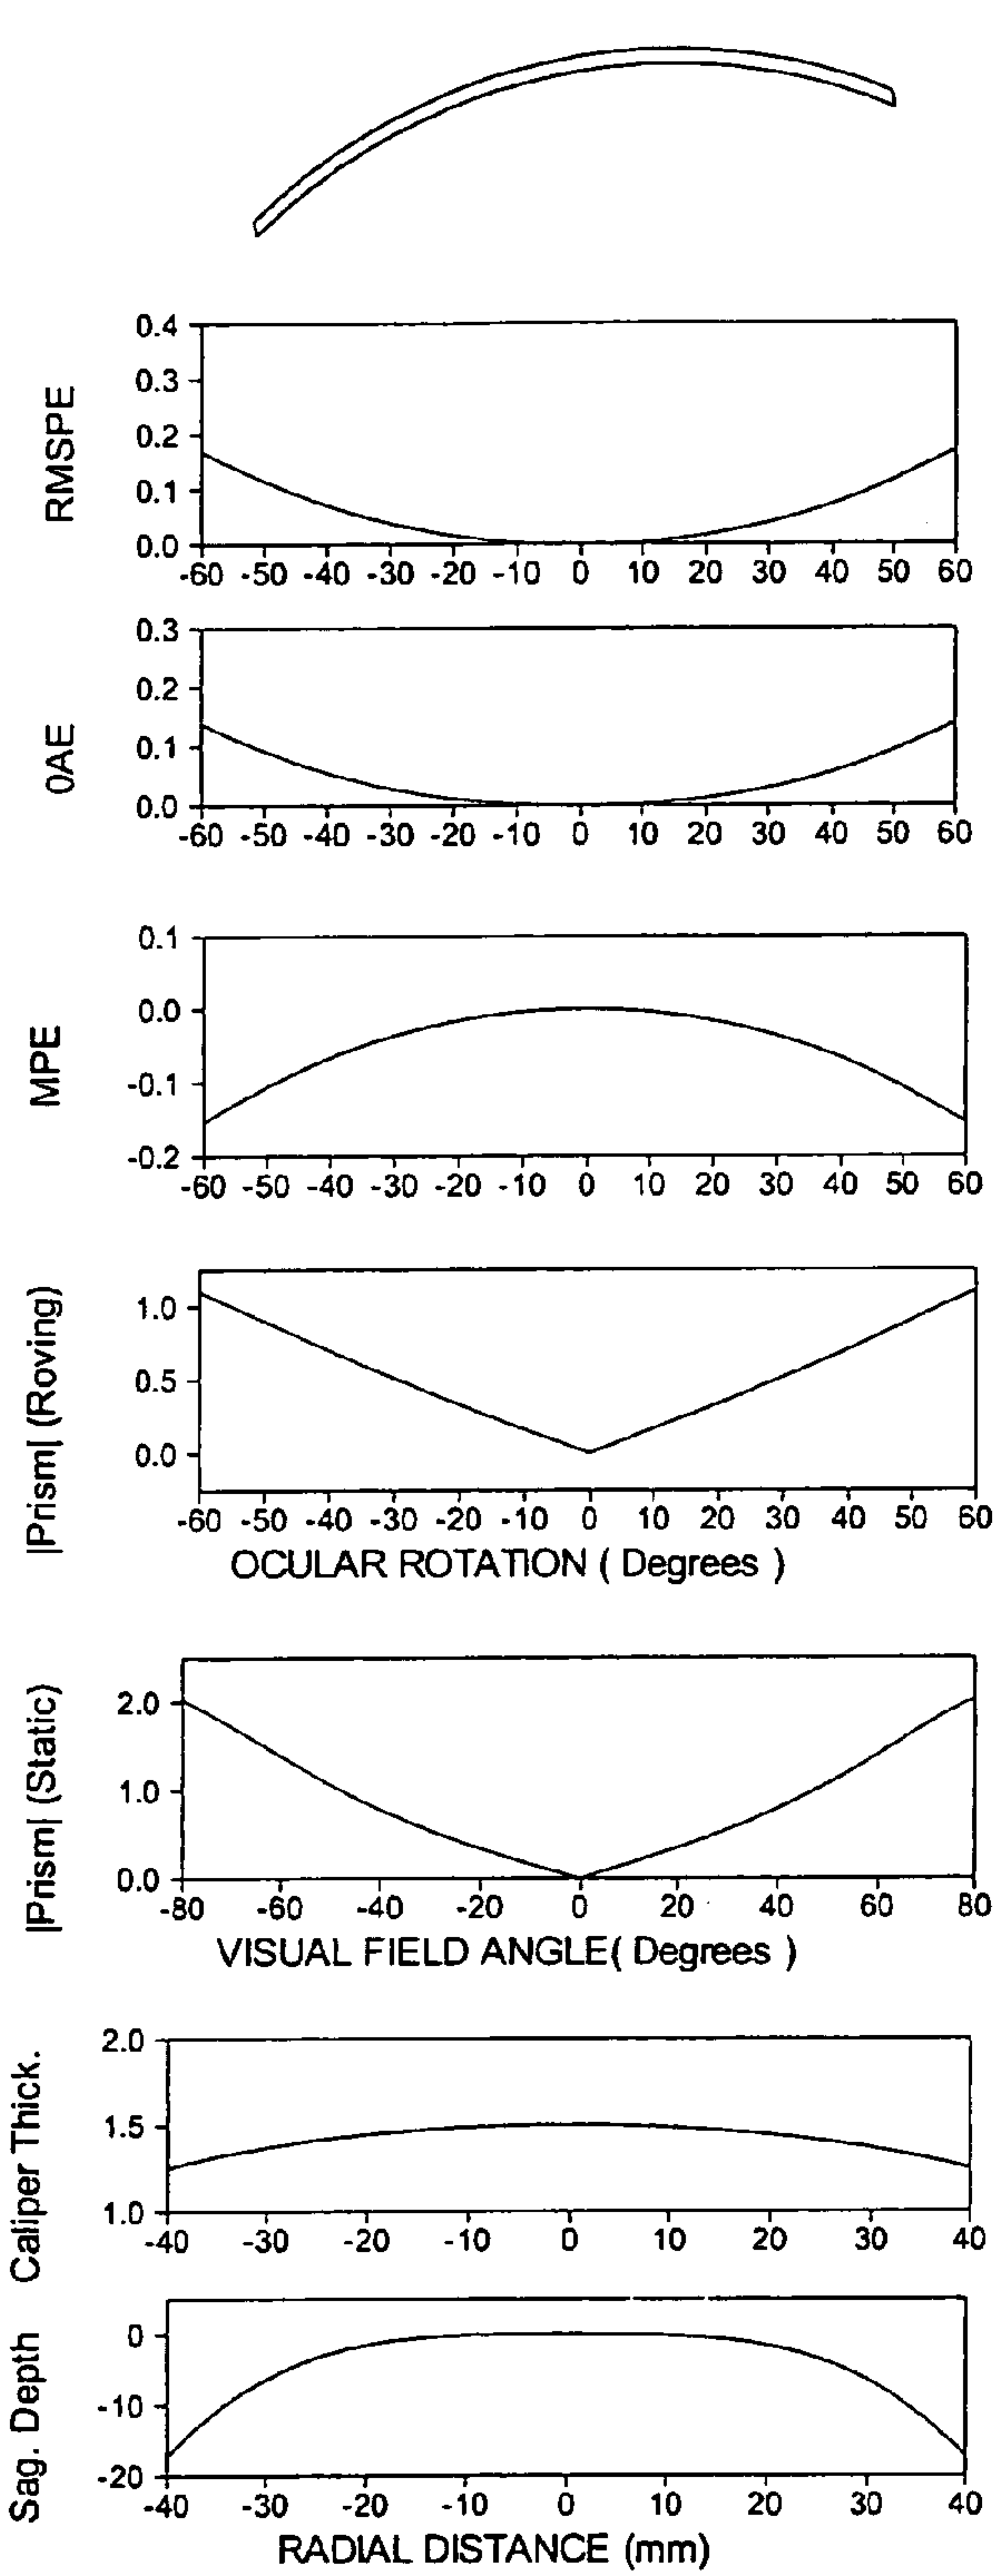 RMSPE
0.4
0.3
0.2
0.1
0.0
-60 -50 -40 -30 -20 -10 0 10 20 30 40 50 60
0AE
0.3
0.2
0.1
0.0
-60 -50 -40 -30 -20 -10 0 10 20 30 40 50 60
MPE
0.1
0.0
-0.1
-0.2
-60 -50 -40 -30 -20 -10 0 10 20 30 40 50 60
|Prism| (Roving)
1.0
0.5
0.0
-60 -50 -40 -30 -20 -10 0 10 20 30 40 50 60
OCULAR ROTATION ( Degrees )
|Prism| (Static)
2.0
1.0
0.0
-80 -60 -40 -20 0 20 40 60 80
VISUAL FIELD ANGLE( Degrees )
Caliper Thick.
2.0
1.5
1.0
-40 -30 -20 -10 0 10 20 30 40
Sag. Depth
0
-10
-20
-40 -30 -20 -10 0 10 20 30 40
RADIAL DISTANCE (mm)